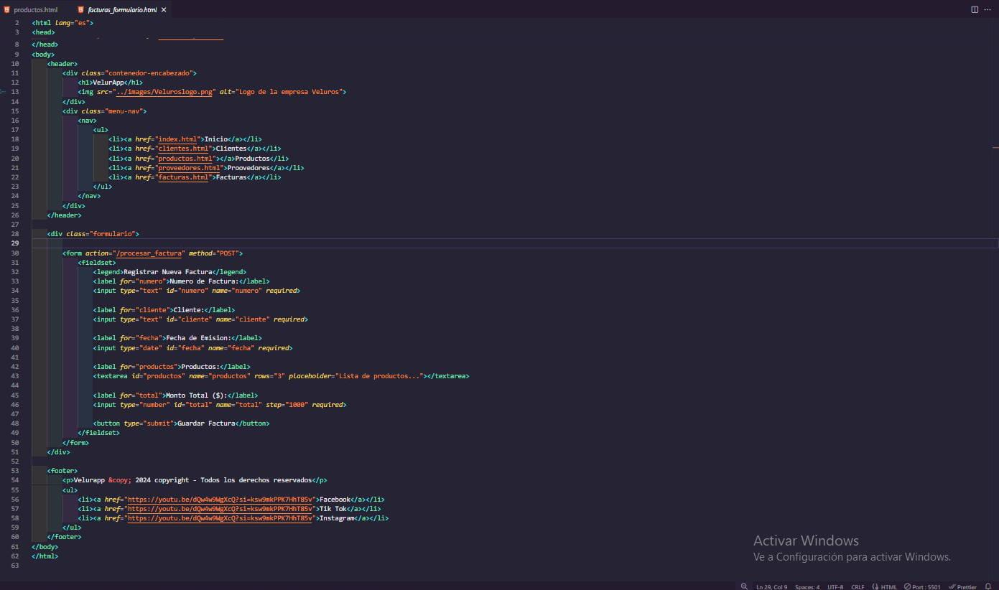 productos.html facturas_formulario.html
2 <html lang="es">
3 <head>
8 </head>
9 <body>
10 <header>
11 <div class="contenedor-encabezado">
12 <h1>VelurApp</h1>
13 <img src="../images/Veluroslogo.png" alt="Logo de la empresa Veluros">
14 </div>
15 <div class="menu-nav">
16 <nav>
17 <ul>
18 <li><a href="index.html">Inicio</a></li>
19 <li><a href="clientes.html">Clientes</a></li>
20 <li><a href="productos.html"></a>Productos</li>
21 <li><a href="proveedores.html">Proovedores</a></li>
22 <li><a href="facturas.html">Facturas</a></li>
23 </ul>
24 </nav>
25 </div>
26 </header>
27
28 <div class="formulario">
29
30 <form action="/procesar_factura" method="POST">
31 <fieldset>
32 <legend>Registrar Nueva Factura</legend>
33 <label for="numero">Numero de Factura:</label>
34 <input type="text" id="numero" name="numero" required>
35
36 <label for="cliente">Cliente:</label>
37 <input type="text" id="cliente" name="cliente" required>
38
39 <label for="fecha">Fecha de Emision:</label>
40 <input type="date" id="fecha" name="fecha" required>
41
42 <label for="productos">Productos:</label>
43 <textarea id="productos" name="productos" rows="3" placeholder="Lista de productos..."></textarea>
44
45 <label for="total">Monto Total ($):</label>
46 <input type="number" id="total" name="total" step="1000" required>
47
48 <button type="submit">Guardar Factura</button>
49 </fieldset>
50 </form>
51 </div>
52
53 <footer>
54 <p>Velurapp &copy; 2024 copyright - Todos los derechos reservados</p>
55 <ul>
56 <li><a href="https://youtu.be/dQw4w9WgXcQ?si=ksw9mkPPK7HhT85v">Facebook</a></li>
57 <li><a href="https://youtu.be/dQw4w9WgXcQ?si=ksw9mkPPK7HhT85v">Tik Tok</a></li>
58 <li><a href="https://youtu.be/dQw4w9WgXcQ?si=ksw9mkPPK7HhT85v">Instagram</a></li>
59 </ul>
60 </footer>
61 </body>
62 </html>
63
Activar Windows
Ve a Configuración para activar Windows.
Ln 29, Col 9 Spaces: 4 UTF-8 CRLF {} HTML Port : 5501 Prettier